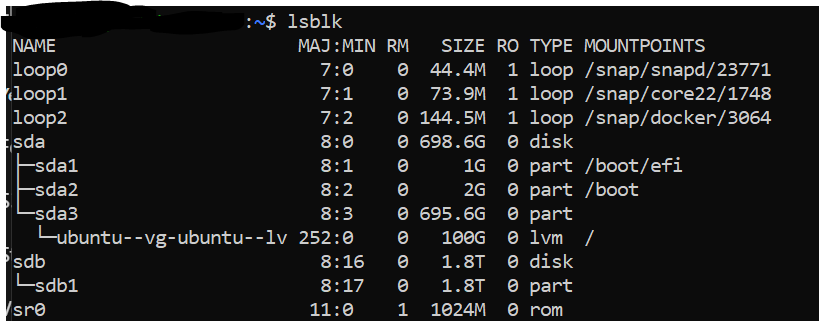 :~$ lsblk
NAME                      MAJ:MIN RM   SIZE RO TYPE MOUNTPOINTS
loop0                       7:0    0  44.4M  1 loop /snap/snapd/23771
loop1                       7:1    0  73.9M  1 loop /snap/core22/1748
loop2                       7:2    0 144.5M  1 loop /snap/docker/3064
sda                         8:0    0 698.6G  0 disk
├─sda1                      8:1    0     1G  0 part /boot/efi
├─sda2                      8:2    0     2G  0 part /boot
└─sda3                      8:3    0 695.6G  0 part
  └─ubuntu--vg-ubuntu--lv 252:0    0   100G  0 lvm  /
sdb                         8:16   0   1.8T  0 disk
└─sdb1                      8:17   0   1.8T  0 part
sr0                        11:0    1  1024M  0 rom